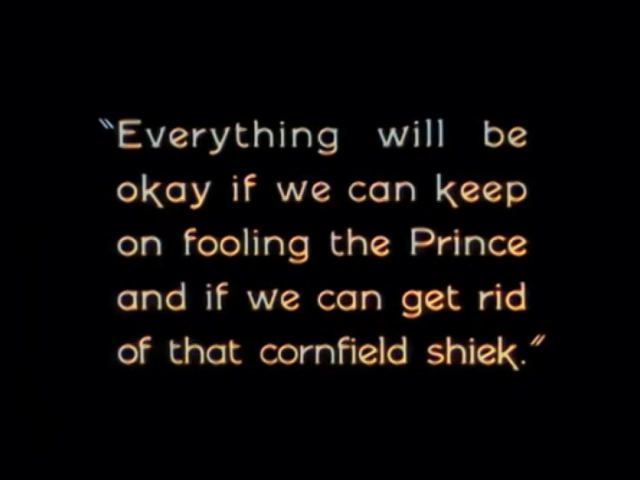 "Everything will be
okay if we can keep
on fooling the Prince
and if we can get rid
of that cornfield shiek."